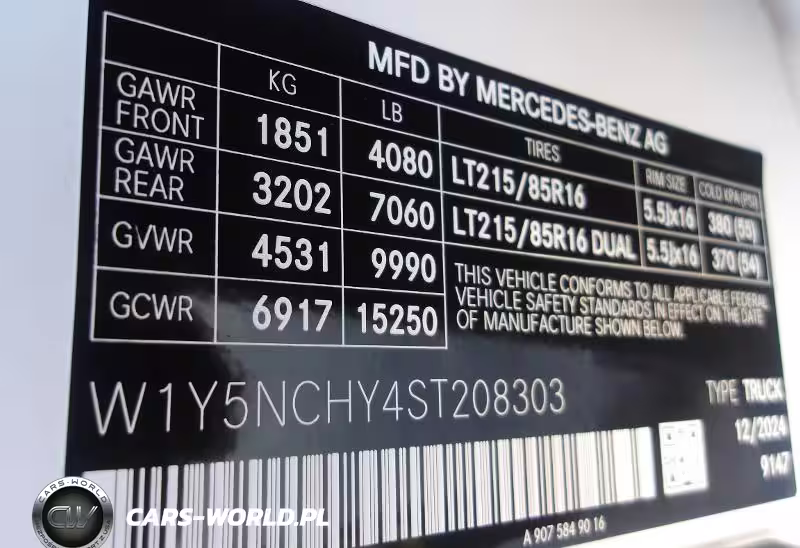 MFD BY MERCEDES-BENZ AG
KG LB TIRES RIM SIZE COLD KPA(PSI)
GAWR FRONT 1851 4080 LT215/85R16 5.5Jx16 380 (55)
GAWR REAR 3202 7060 LT215/85R16 DUAL 5.5Jx16 370 (54)
GVWR 4531 9990
GCWR 6917 15250
THIS VEHICLE CONFORMS TO ALL APPLICABLE FEDERAL
VEHICLE SAFETY STANDARDS IN EFFECT ON THE DATE
OF MANUFACTURE SHOWN BELOW.
W1Y5NCHY4ST208303
TYPE TRUCK
12/2024
9147
A 907 584 90 16
CARS-WORLD
CW
CARS-WORLD.PL